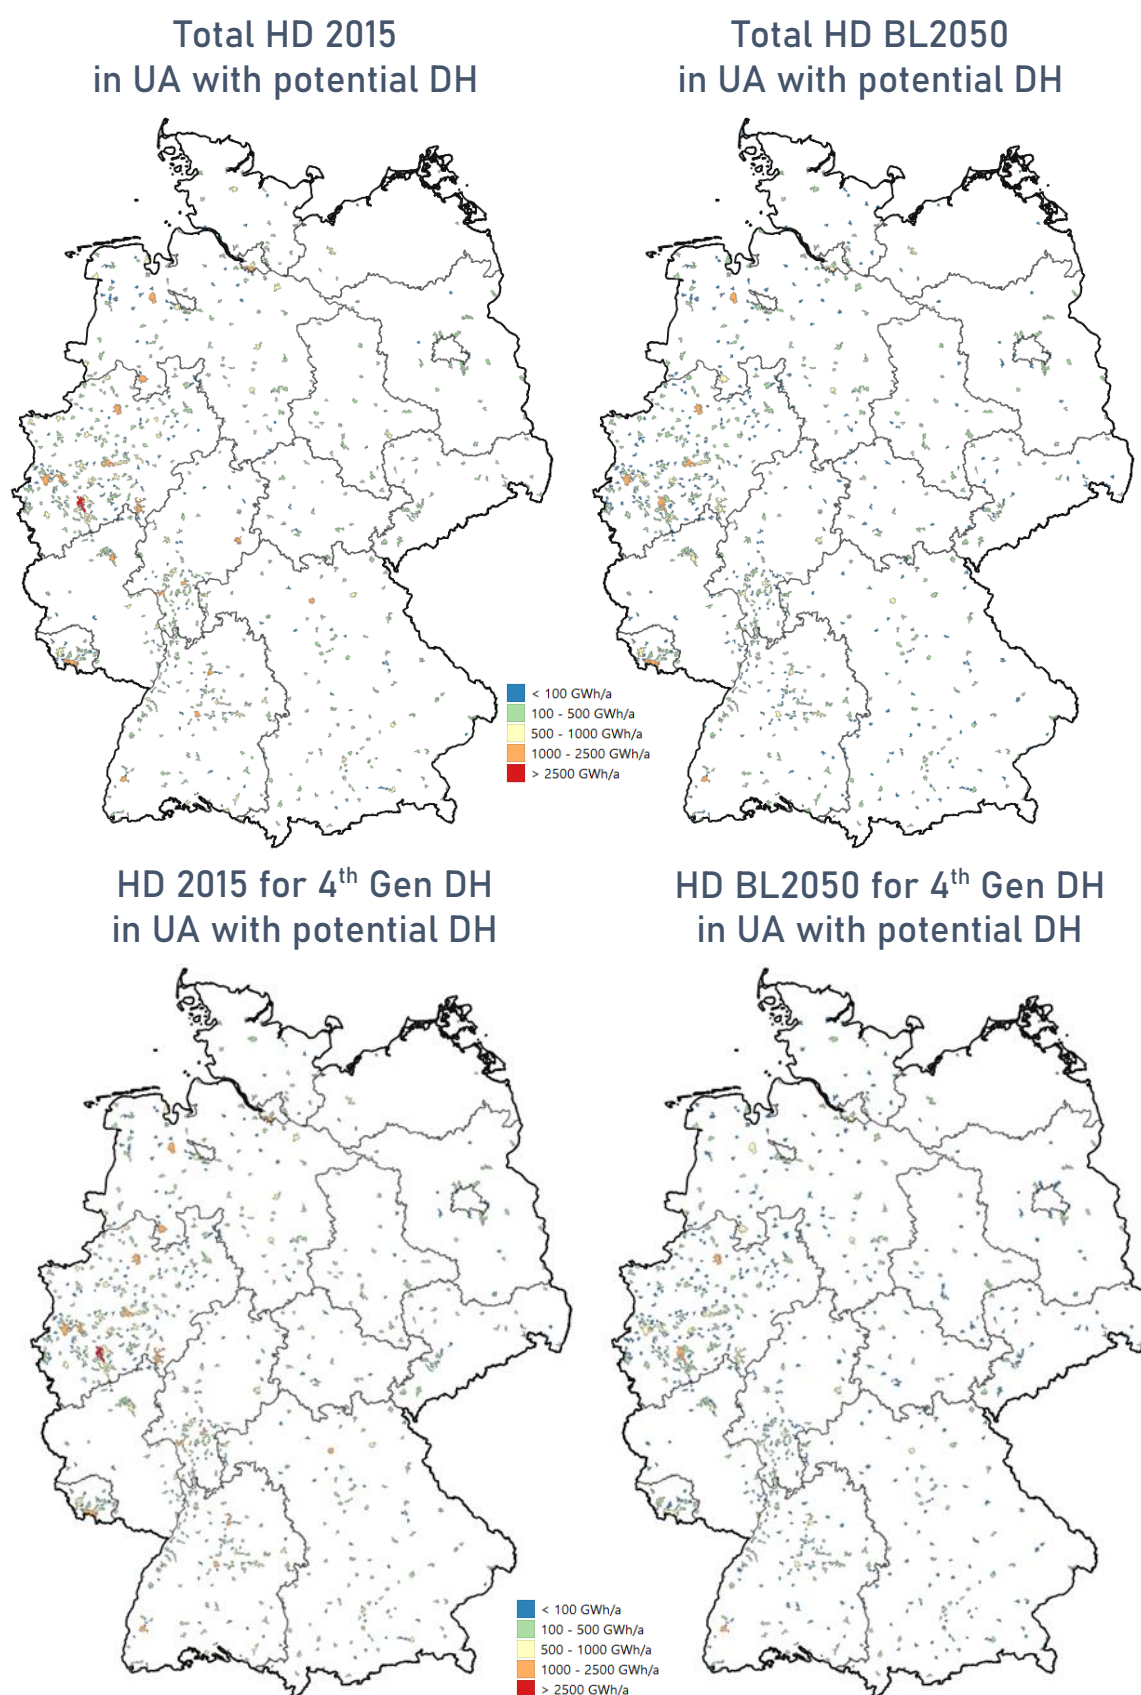 Total HD 2015
in UA with potential DH
Total HD BL2050
in UA with potential DH
< 100 GWh/a
100 - 500 GWh/a
500 - 1000 GWh/a
1000 - 2500 GWh/a
> 2500 GWh/a
HD 2015 for 4th Gen DH
in UA with potential DH
HD BL2050 for 4th Gen DH
in UA with potential DH
< 100 GWh/a
100 - 500 GWh/a
500 - 1000 GWh/a
1000 - 2500 GWh/a
> 2500 GWh/a